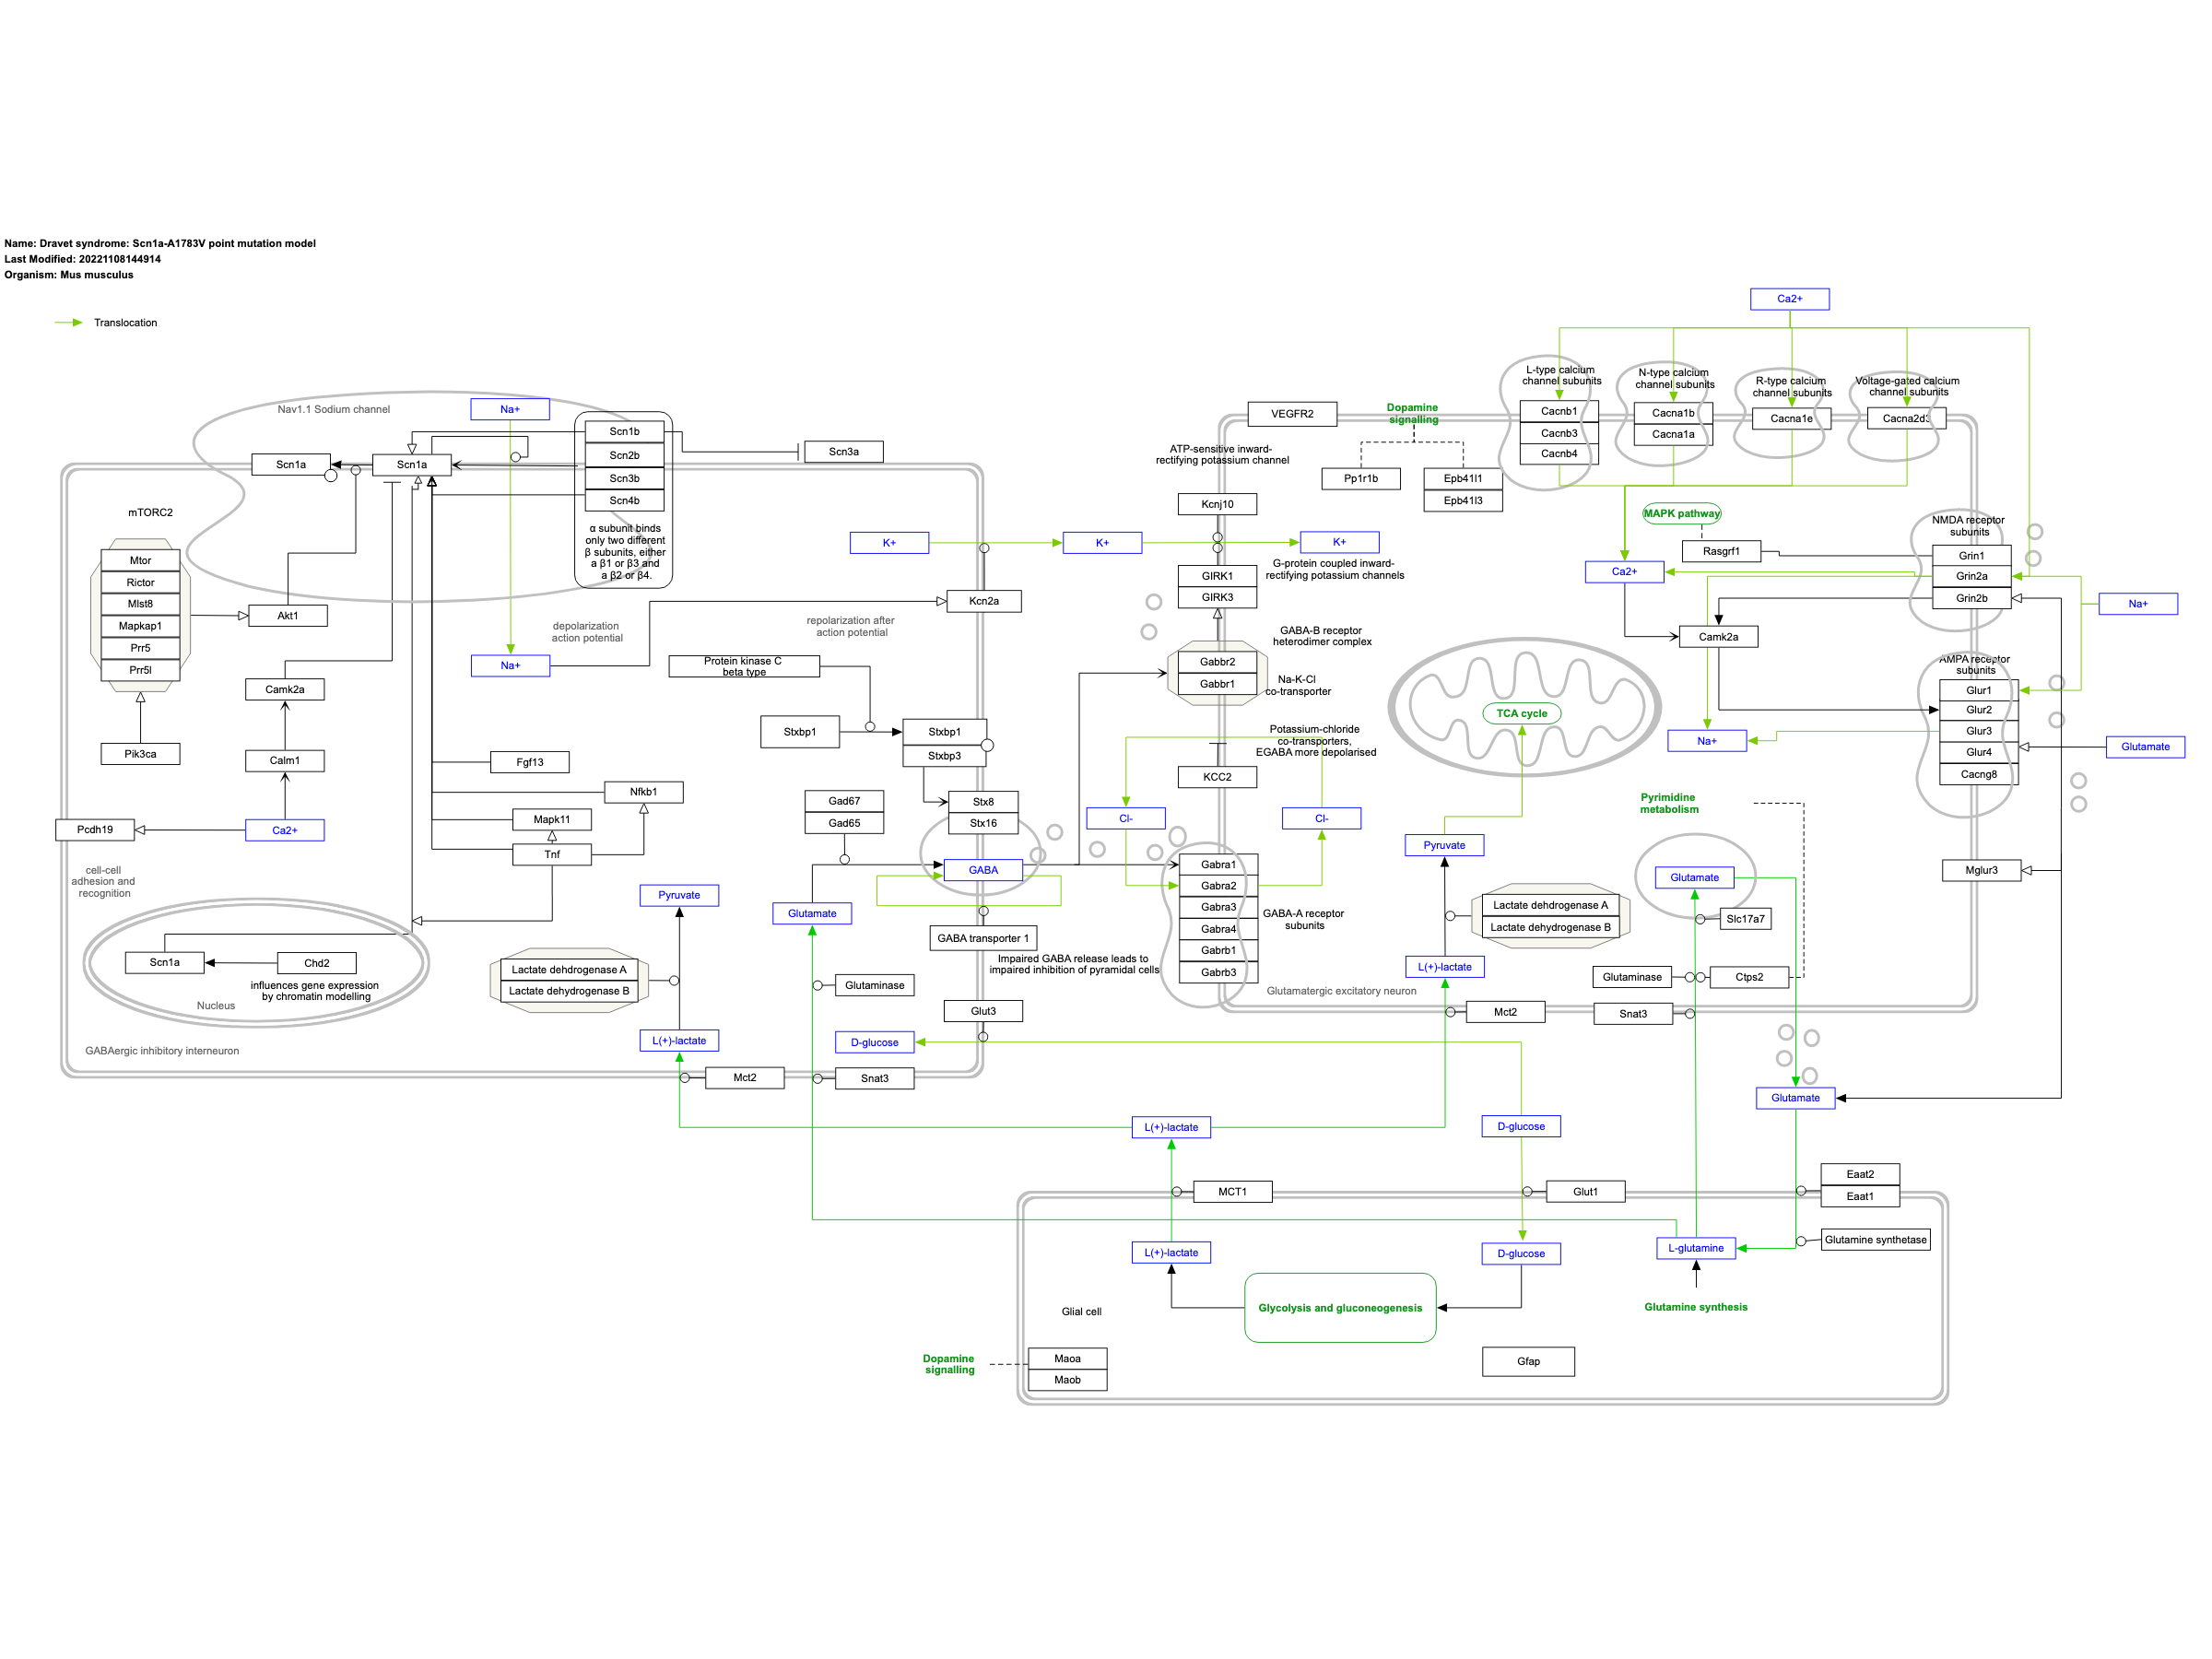 Name: Dravet syndrome: Scn1a-A1783V point mutation model
Last Modified: 20221108144914
Organism: Mus musculus
Translocation
Nav1.1 Sodium channel
Na+
Scn1b
Scn2b
Scn3b
Scn4b
α subunit binds
only two different
β subunits, either
a β1 or β3 and
a β2 or β4.
Scn3a
Scn1a
Scn1a
mTORC2
Mtor
Rictor
Mlst8
Mapkap1
Prr5
Prr5l
Akt1
Pik3ca
Camk2a
Calm1
Ca2+
Pcdh19
cell-cell
adhesion and
recognition
Na+
depolarization
action potential
repolarization after
action potential
Kcn2a
K+
K+
K+
Protein kinase C
beta type
Stxbp1
Stxbp1
Stxbp3
Stx8
Stx16
Fgf13
Nfkb1
Mapk11
Tnf
Gad67
Gad65
GABA
Glutamate
Pyruvate
GABA transporter 1
Impaired GABA release leads to
impaired inhibition of pyramidal cells
Glutaminase
Glut3
D-glucose
Lactate dehdrogenase A
Lactate dehydrogenase B
L(+)-lactate
Mct2
Snat3
Scn1a
Chd2
influences gene expression
by chromatin modelling
Nucleus
GABAergic inhibitory interneuron
VEGFR2
Dopamine
signalling
ATP-sensitive inward-
rectifying potassium channel
Pp1r1b
Epb41l1
Epb41l3
Kcnj10
GIRK1
GIRK3
G-protein coupled inward-
rectifying potassium channels
GABA-B receptor
heterodimer complex
Gabbr2
Gabbr1
Na-K-Cl
co-transporter
Potassium-chloride
co-transporters,
EGABA more depolarised
KCC2
Cl-
Cl-
Gabra1
Gabra2
Gabra3
Gabra4
Gabrb1
Gabrb3
GABA-A receptor
subunits
Glutamatergic excitatory neuron
Ca2+
L-type calcium
channel subunits
N-type calcium
channel subunits
R-type calcium
channel subunits
Voltage-gated calcium
channel subunits
Cacnb1
Cacnb3
Cacnb4
Cacna1b
Cacna1a
Cacna1e
Cacna2d3
MAPK pathway
Rasgrf1
Ca2+
Camk2a
Na+
NMDA receptor
subunits
Grin1
Grin2a
Grin2b
Na+
AMPA receptor
subunits
Glur1
Glur2
Glur3
Glur4
Cacng8
Glutamate
Mglur3
TCA cycle
Pyruvate
Lactate dehdrogenase A
Lactate dehydrogenase B
L(+)-lactate
Mct2
Pyrimidine
metabolism
Glutamate
Slc17a7
Glutaminase
Ctps2
Snat3
Glutamate
L(+)-lactate
D-glucose
MCT1
Glut1
Eaat2
Eaat1
L(+)-lactate
D-glucose
L-glutamine
Glutamine synthetase
Glycolysis and gluconeogenesis
Glutamine synthesis
Glial cell
Dopamine
signalling
Maoa
Maob
Gfap